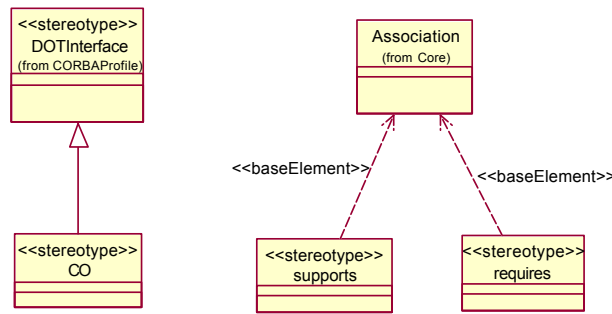 <<stereotype>>
DOTInterface
(from CORBAProfile)
Association
(from Core)
<<baseElement>>
<<baseElement>>
<<stereotype>>
CO
<<stereotype>>
supports
<<stereotype>>
requires